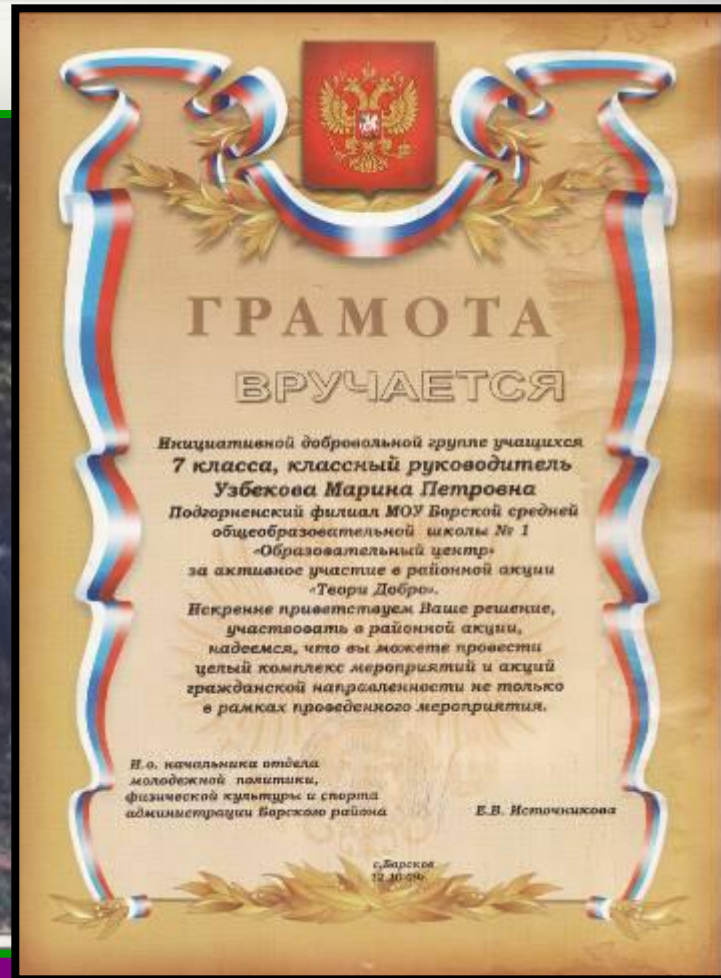 ГРАМОТА
ВРУЧАЕТСЯ
Инициативной добровольной группе учащихся
7 класса, классный руководитель
Узбекова Марина Петровна
Подгорненский филиал МОУ Борской средней
общеобразовательной школы № 1
«Образовательный центр»
за активное участие в районной акции
«Твори Добро».
Искренне приветствуем Ваше решение,
участвовать в районной акции,
надеемся, что вы можете провести
целый комплекс мероприятий и акций
гражданской направленности не только
в рамках проведенного мероприятия.
И.о. начальника отдела
молодежной политики,
физической культуры и спорта
администрации Борского района
Е.В. Источникова